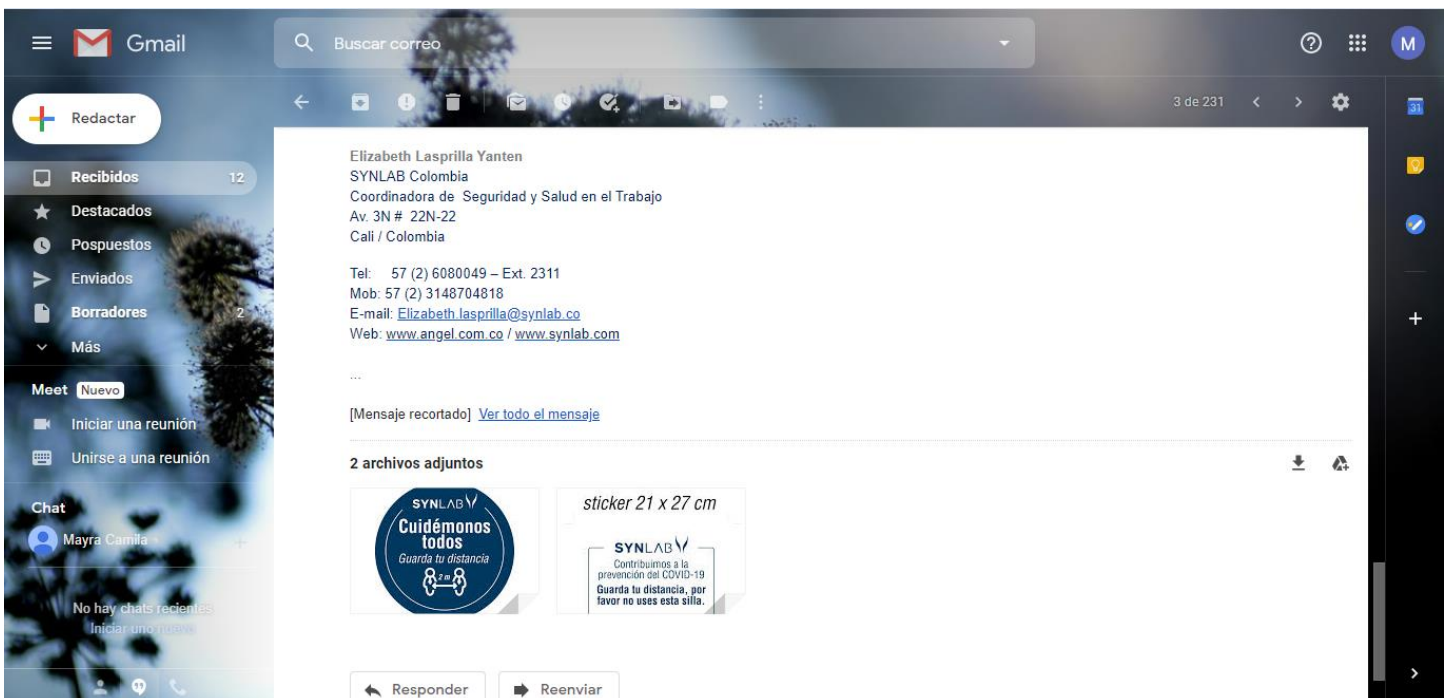 Gmail
Buscar correo
M
Redactar
3 de 231
31
Recibidos 12
Destacados
Pospuestos
Enviados
Borradores 2
Más
Meet Nuevo
Iniciar una reunión
Unirse a una reunión
Chat
Mayra Camila
No hay chats recientes
Iniciar uno nuevo
Elizabeth Lasprilla Yanten
SYNLAB Colombia
Coordinadora de Seguridad y Salud en el Trabajo
Av. 3N # 22N-22
Cali / Colombia
Tel: 57 (2) 6080049 – Ext. 2311
Mob: 57 (2) 3148704818
E-mail: Elizabeth.lasprilla@synlab.co
Web: www.angel.com.co / www.synlab.com
...
[Mensaje recortado] Ver todo el mensaje
2 archivos adjuntos
SYNLAB
Cuidémonos
todos
Guarda tu distancia
2 m
sticker 21 x 27 cm
SYNLAB
Contribuimos a la
prevención del COVID-19
Guarda tu distancia, por
favor no uses esta silla.
Responder
Reenviar